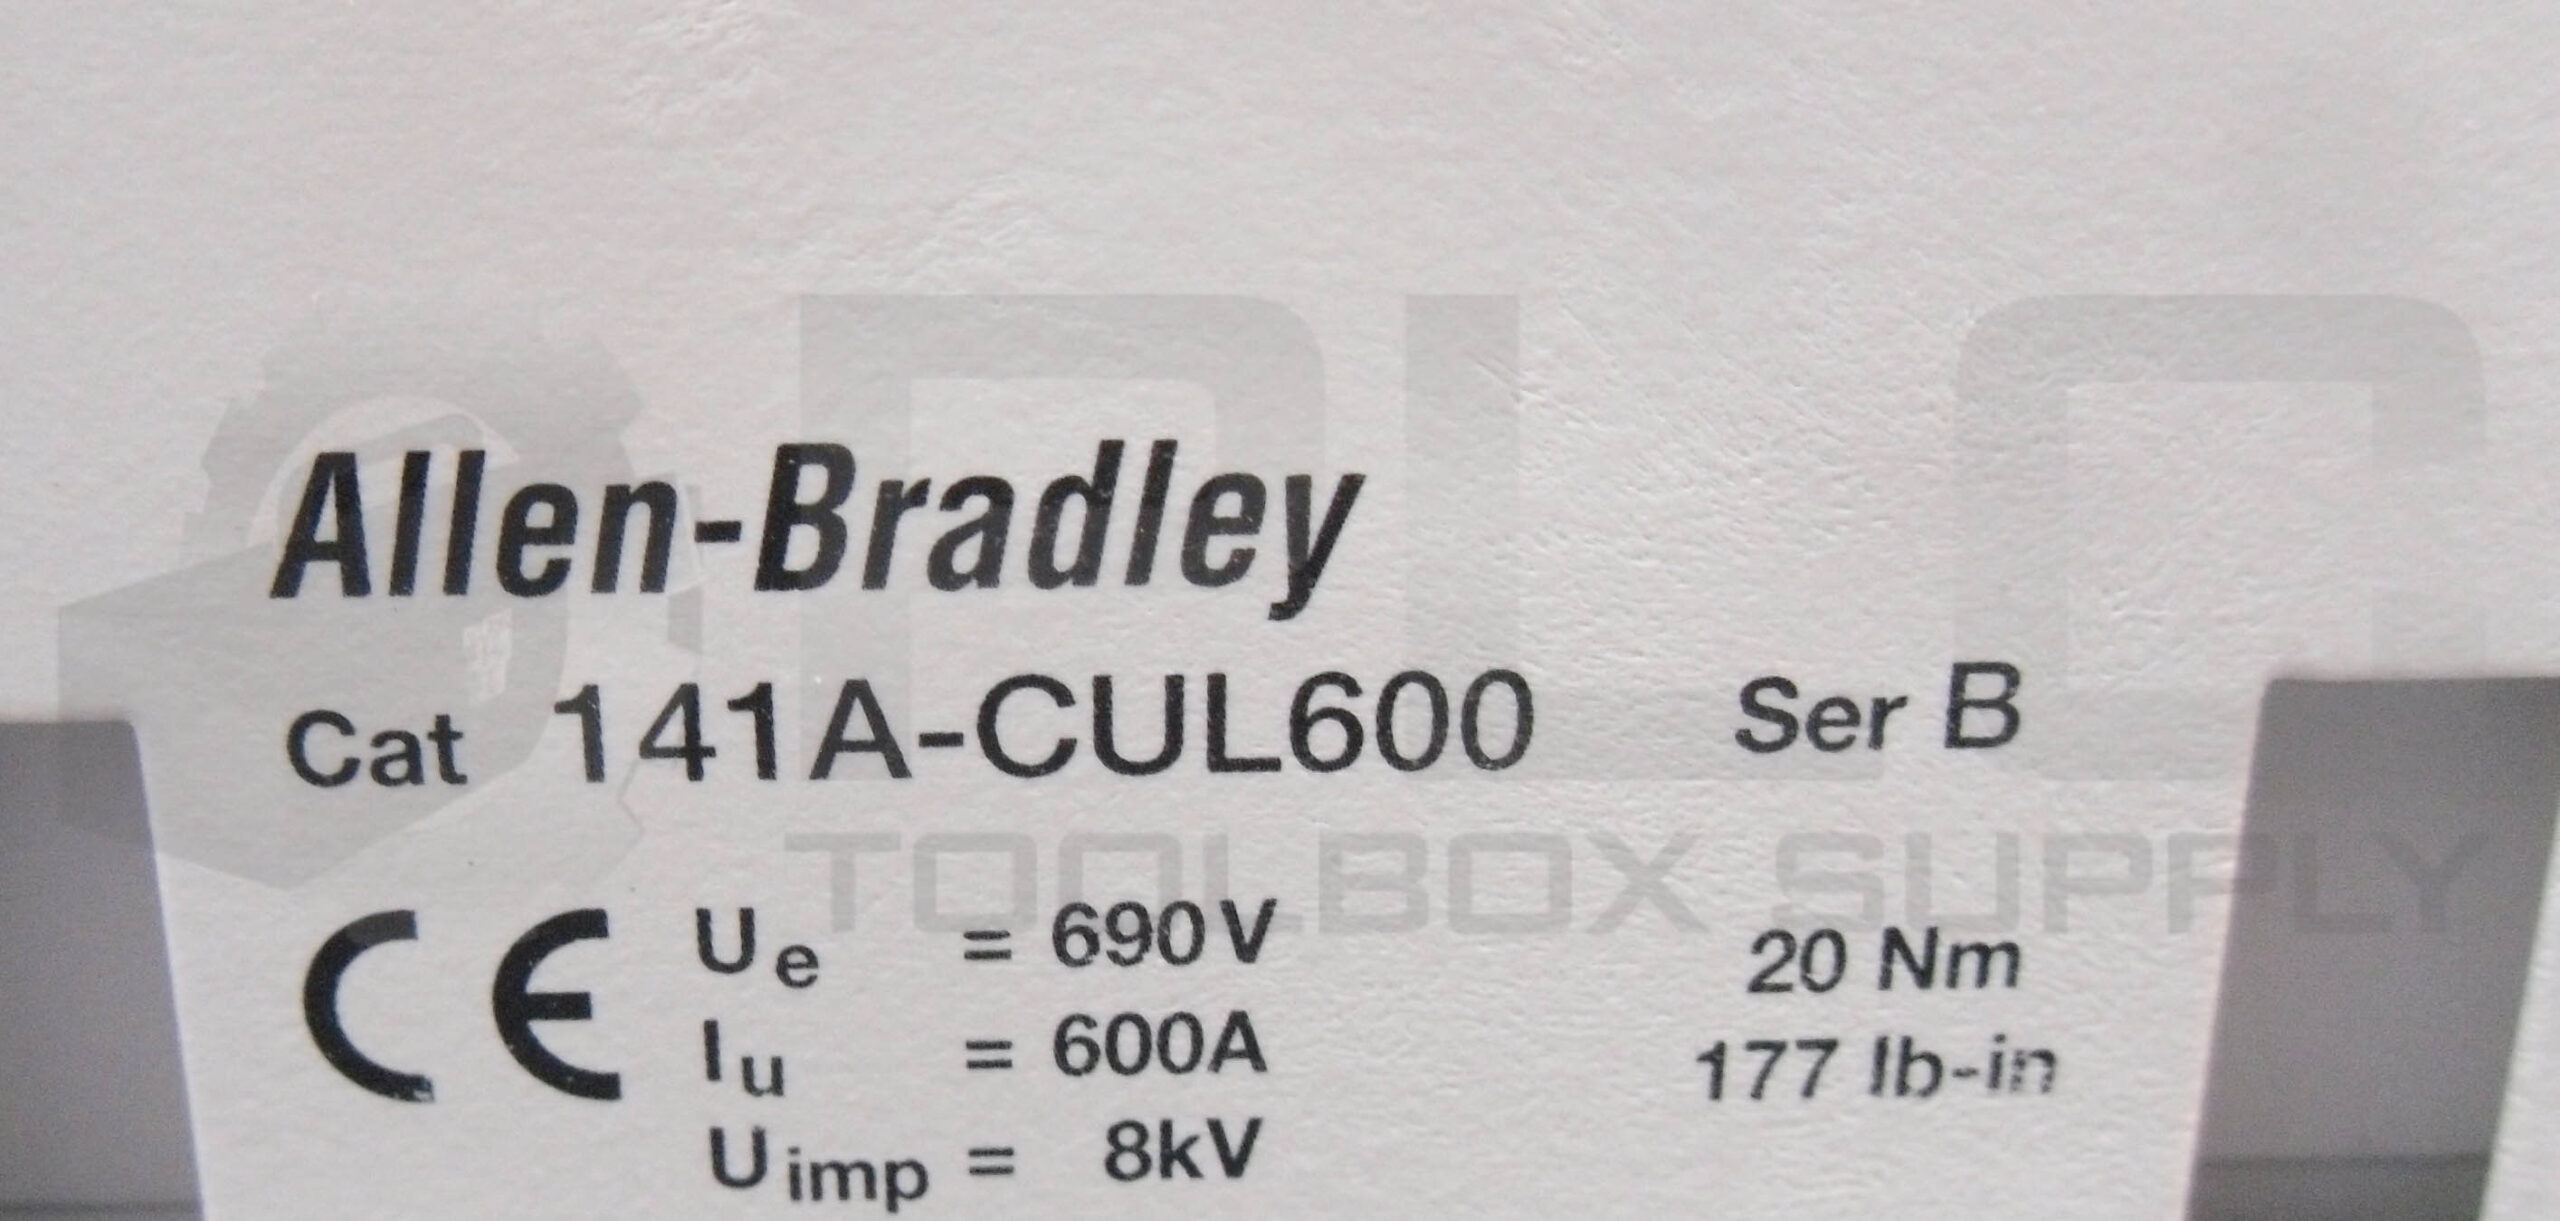 Allen-Bradley
Cat 141A-CUL600 Ser B
CE
Ue = 690V
Iu = 600A
Uimp = 8kV
20 Nm
177 lb-in
TOOLBOX SUPPLY